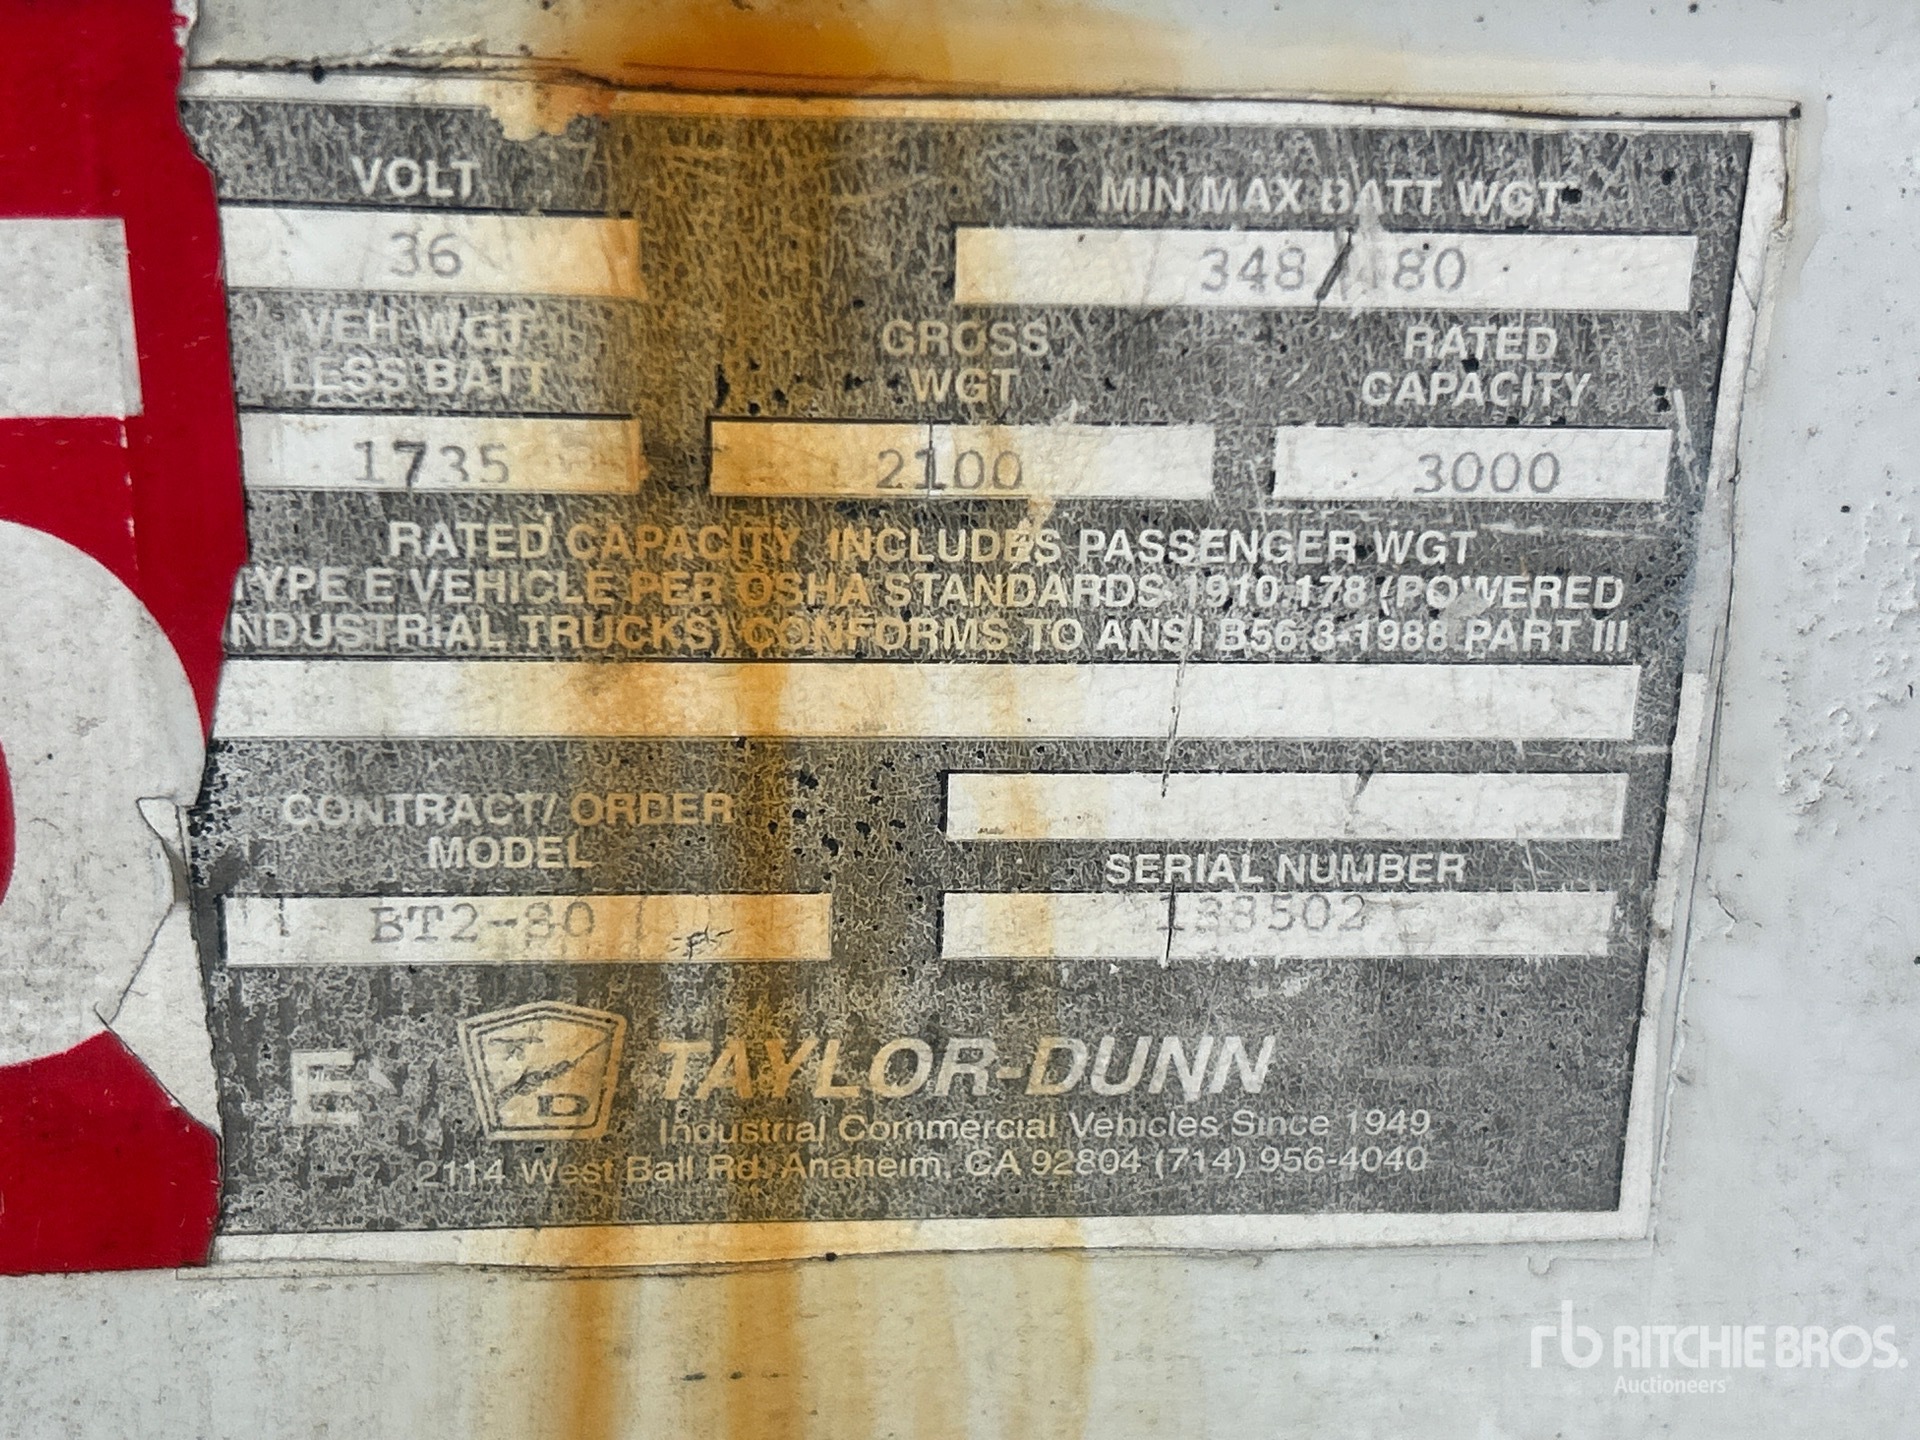 VOLT
MIN MAX BATT WGT
36
348/ 80
VEH WGT
LESS BATT
GROSS
WGT
RATED
CAPACITY
1735
2100
3000
RATED CAPACITY INCLUDES PASSENGER WGT
TYPE E VEHICLE PER OSHA STANDARDS 1910.178 (POWERED
INDUSTRIAL TRUCKS) CONFORMS TO ANSI B56.3-1988 PART III
CONTRACT/ ORDER
MODEL
SERIAL NUMBER
BT2-80
138502
E
D
TAYLOR-DUNN
Industrial Commercial Vehicles Since 1949
2114 West Ball Rd. Anaheim, CA 92804 (714) 956-4040
rb RITCHIE BROS.
Auctioneers